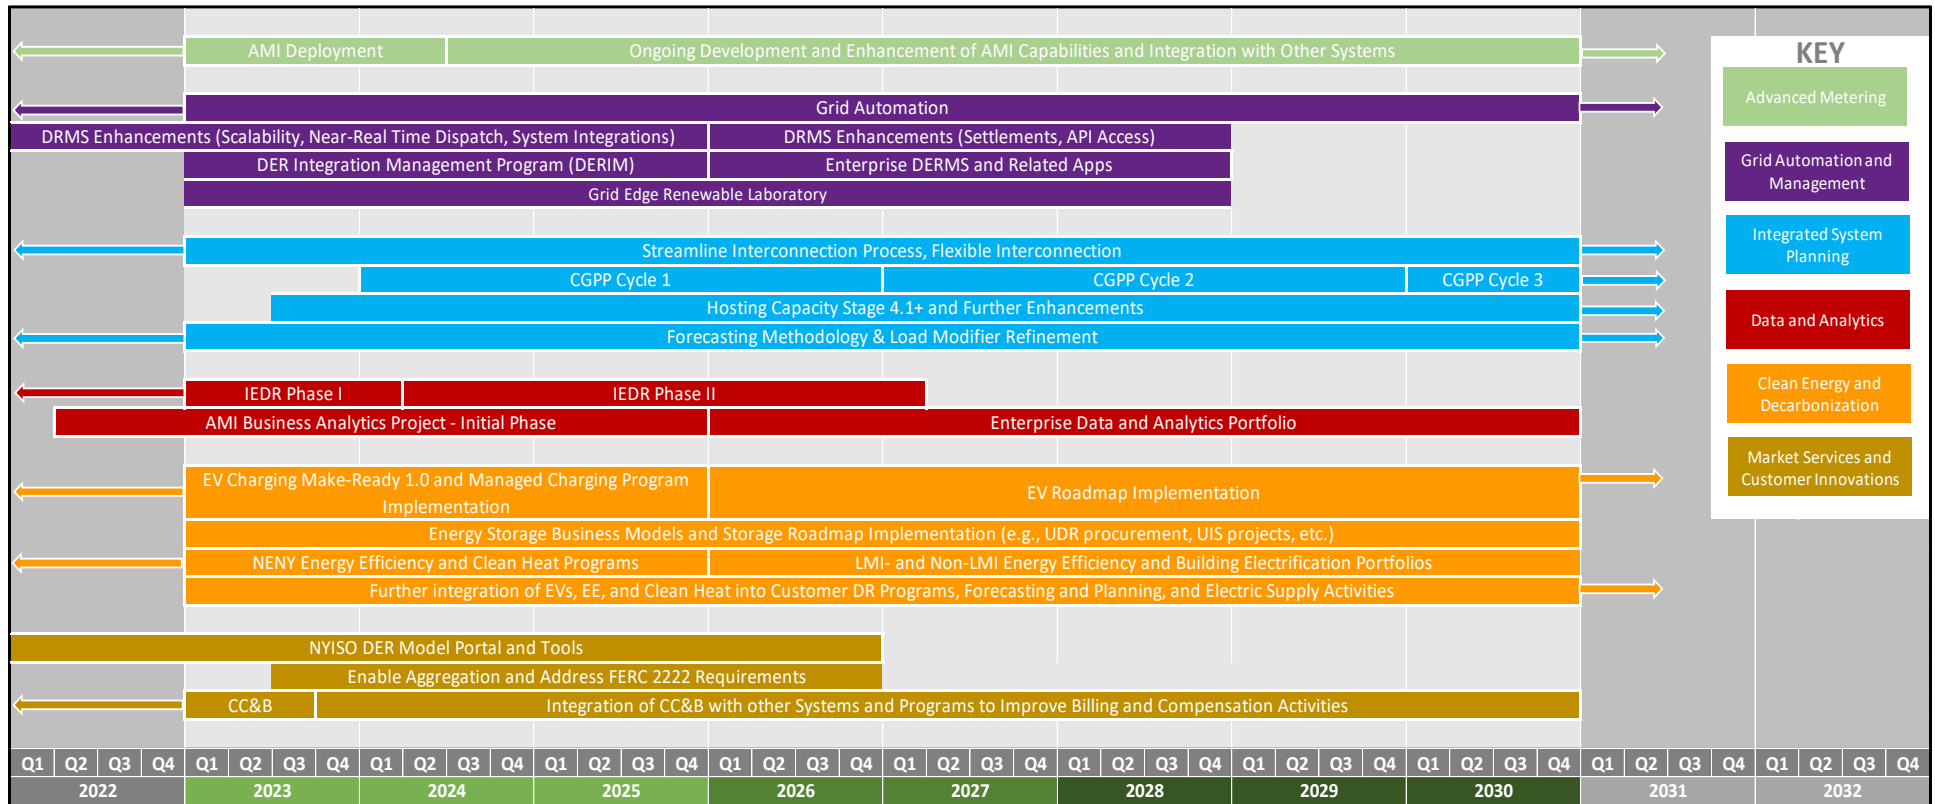 AMI Deployment
Ongoing Development and Enhancement of AMI Capabilities and Integration with Other Systems
Grid Automation
DRMS Enhancements (Scalability, Near-Real Time Dispatch, System Integrations)
DRMS Enhancements (Settlements, API Access)
DER Integration Management Program (DERIM)
Enterprise DERMS and Related Apps
Grid Edge Renewable Laboratory
Streamline Interconnection Process, Flexible Interconnection
CGPP Cycle 1
CGPP Cycle 2
CGPP Cycle 3
Hosting Capacity Stage 4.1+ and Further Enhancements
Forecasting Methodology & Load Modifier Refinement
IEDR Phase I
IEDR Phase II
AMI Business Analytics Project - Initial Phase
Enterprise Data and Analytics Portfolio
EV Charging Make-Ready 1.0 and Managed Charging Program
Implementation
EV Roadmap Implementation
Energy Storage Business Models and Storage Roadmap Implementation (e.g., UDR procurement, UIS projects, etc.)
NENY Energy Efficiency and Clean Heat Programs
LMI- and Non-LMI Energy Efficiency and Building Electrification Portfolios
Further integration of EVs, EE, and Clean Heat into Customer DR Programs, Forecasting and Planning, and Electric Supply Activities
NYISO DER Model Portal and Tools
Enable Aggregation and Address FERC 2222 Requirements
CC&B
Integration of CC&B with other Systems and Programs to Improve Billing and Compensation Activities
KEY
Advanced Metering
Grid Automation and
Management
Integrated System
Planning
Data and Analytics
Clean Energy and
Decarbonization
Market Services and
Customer Innovations
Q1 Q2 Q3 Q4 Q1 Q2 Q3 Q4 Q1 Q2 Q3 Q4 Q1 Q2 Q3 Q4 Q1 Q2 Q3 Q4 Q1 Q2 Q3 Q4 Q1 Q2 Q3 Q4 Q1 Q2 Q3 Q4 Q1 Q2 Q3 Q4 Q1 Q2 Q3 Q4 Q1 Q2 Q3 Q4
2022 2023 2024 2025 2026 2027 2028 2029 2030 2031 2032